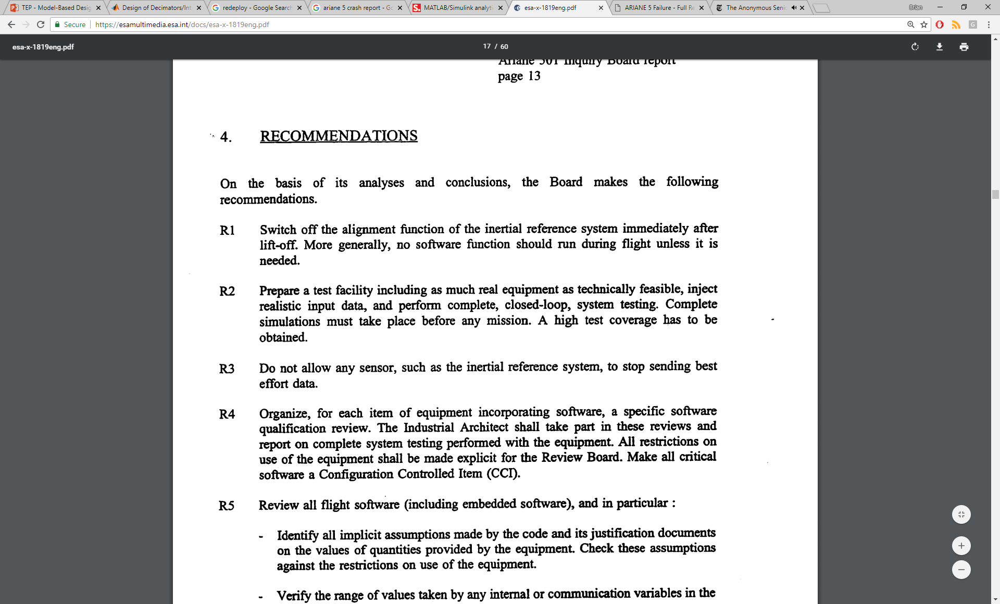 TEP - Model-Based Desig
Design of Decimators/Int
redeploy - Google Search
ariane 5 crash report - Go
MATLAB/Simulink analyti
esa-x-1819eng.pdf
ARIANE 5 Failure - Full Re
The Anonymous Senio
Brian
Secure
https://esamultimedia.esa.int/docs/esa-x-1819eng.pdf
esa-x-1819eng.pdf
17 / 60
Ariane 501 Inquiry Board report
page 13
4. RECOMMENDATIONS
On the basis of its analyses and conclusions, the Board makes the following
recommendations.
R1 Switch off the alignment function of the inertial reference system immediately after
lift-off. More generally, no software function should run during flight unless it is
needed.
R2 Prepare a test facility including as much real equipment as technically feasible, inject
realistic input data, and perform complete, closed-loop, system testing. Complete
simulations must take place before any mission. A high test coverage has to be
obtained.
R3 Do not allow any sensor, such as the inertial reference system, to stop sending best
effort data.
R4 Organize, for each item of equipment incorporating software, a specific software
qualification review. The Industrial Architect shall take part in these reviews and
report on complete system testing performed with the equipment. All restrictions on
use of the equipment shall be made explicit for the Review Board. Make all critical
software a Configuration Controlled Item (CCI).
R5 Review all flight software (including embedded software), and in particular :
- Identify all implicit assumptions made by the code and its justification documents
on the values of quantities provided by the equipment. Check these assumptions
against the restrictions on use of the equipment.
- Verify the range of values taken by any internal or communication variables in the